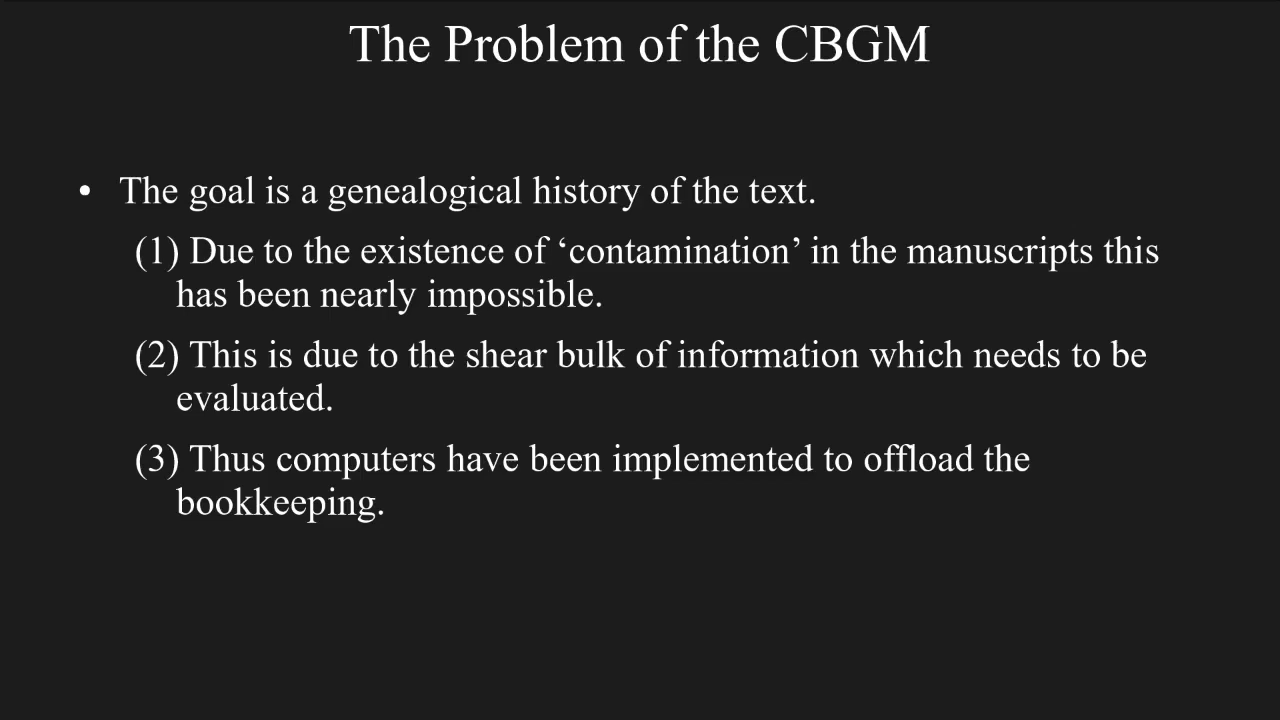 The Problem of the CBGM
• The goal is a genealogical history of the text.
(1) Due to the existence of ‘contamination’ in the manuscripts this
has been nearly impossible.
(2) This is due to the shear bulk of information which needs to be
evaluated.
(3) Thus computers have been implemented to offload the
bookkeeping.